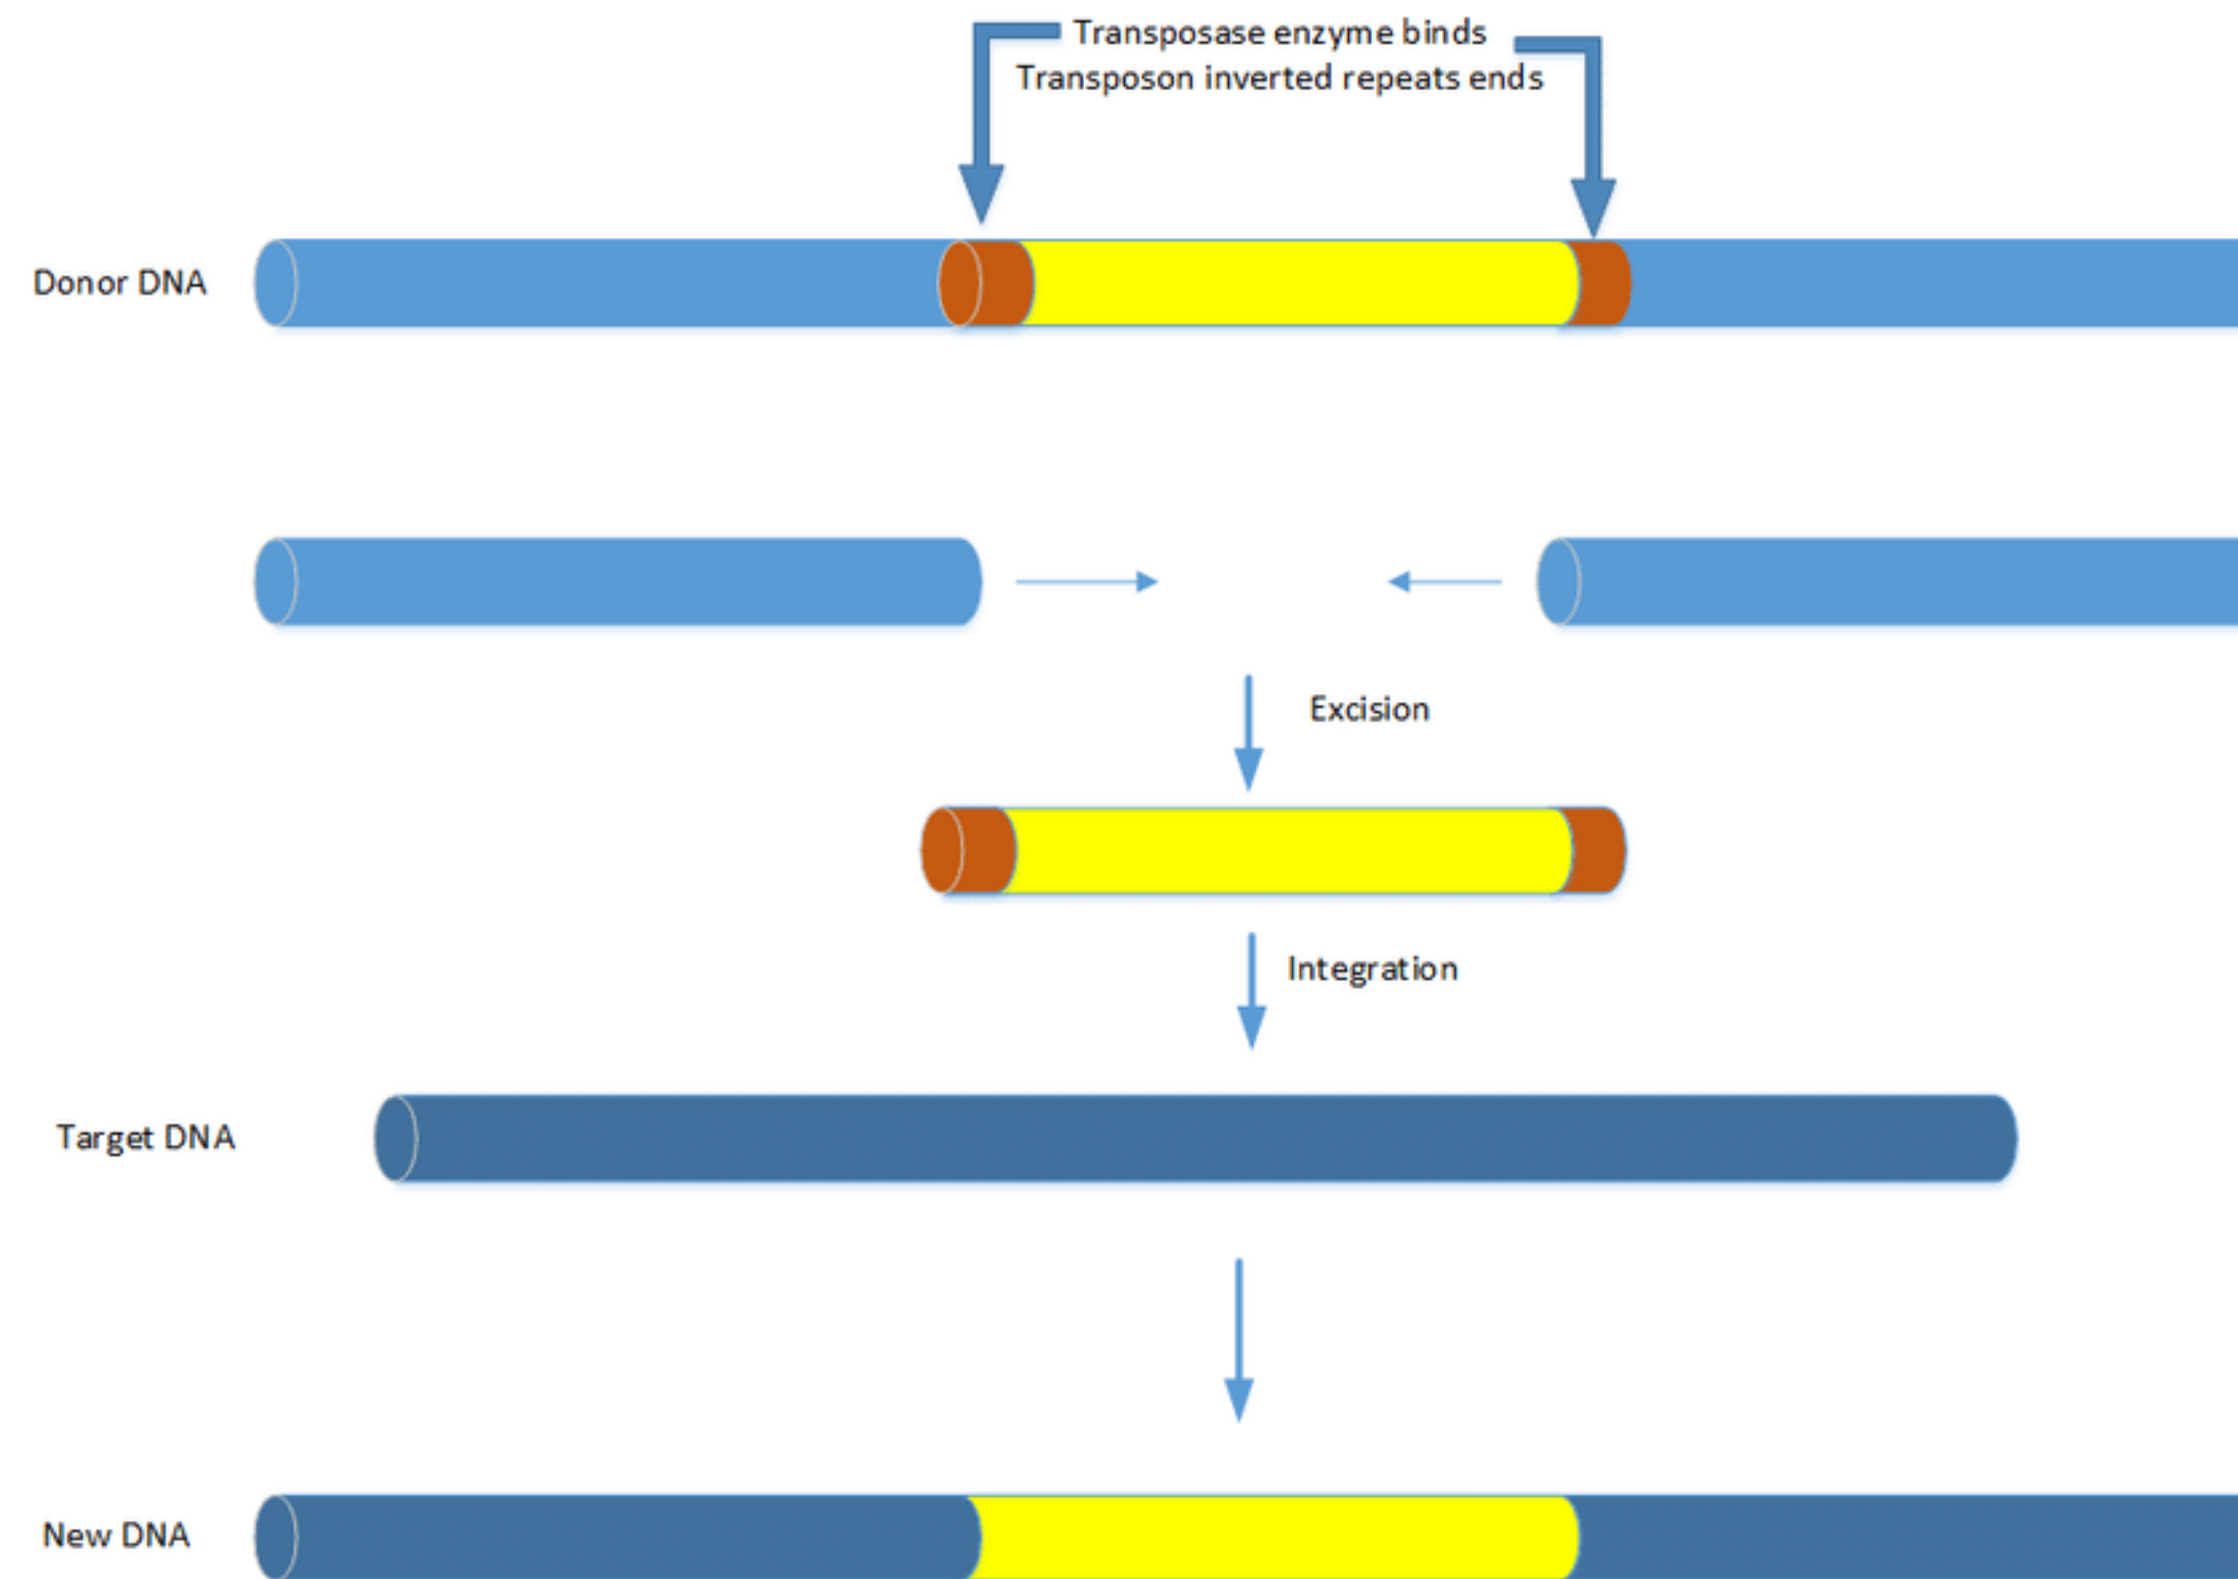 Transposase enzyme binds
Transposon inverted repeats ends
Donor DNA
Excision
Integration
Target DNA
New DNA